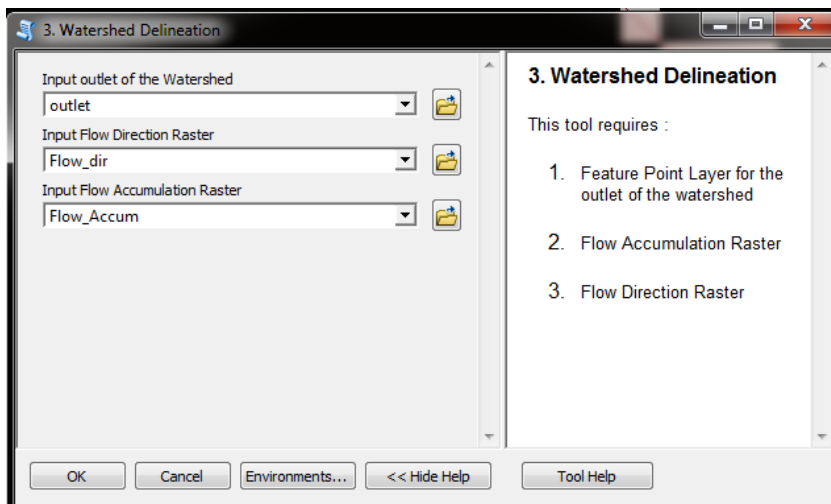 3. Watershed Delineation
Input outlet of the Watershed
outlet
Input Flow Direction Raster
Flow_dir
Input Flow Accumulation Raster
Flow_Accum
3. Watershed Delineation
This tool requires :
1. Feature Point Layer for the
outlet of the watershed
2. Flow Accumulation Raster
3. Flow Direction Raster
OK
Cancel
Environments...
<< Hide Help
Tool Help